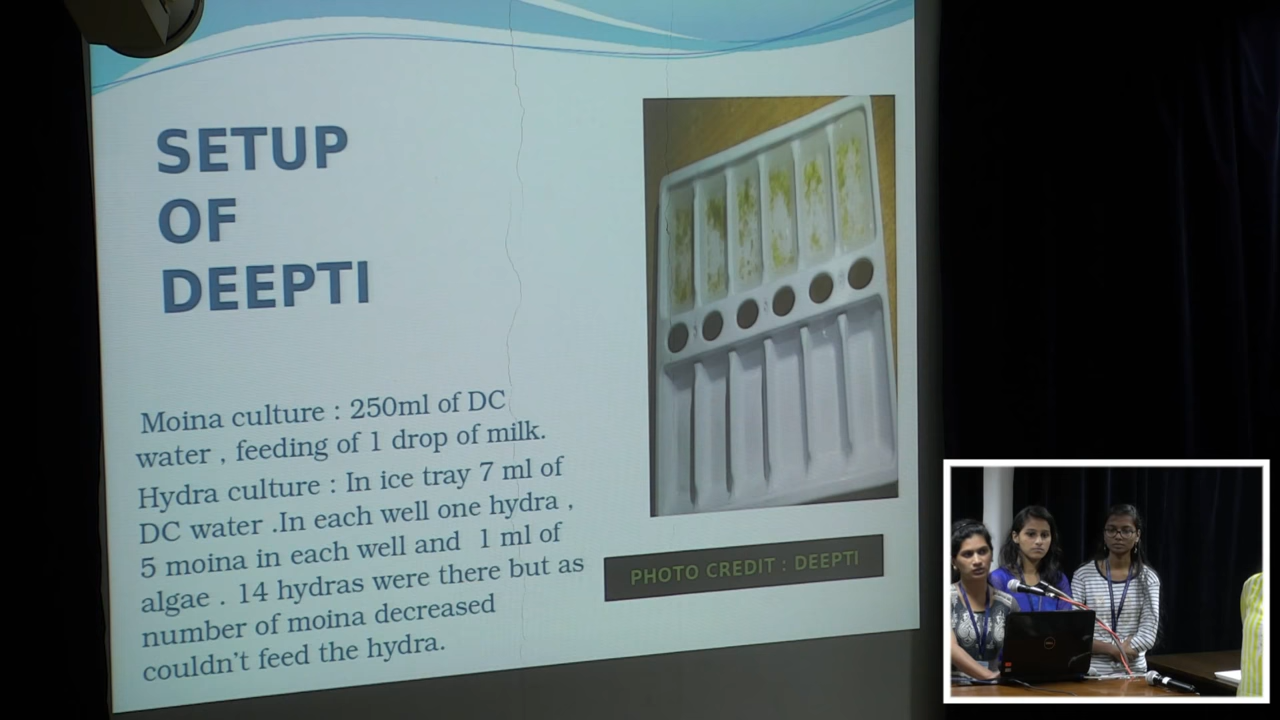 SETUP
OF
DEEPTI
Moina culture : 250ml of DC
water , feeding of 1 drop of milk.
Hydra culture : In ice tray 7 ml of
DC water .In each well one hydra ,
5 moina in each well and 1 ml of
algae . 14 hydras were there but as
number of moina decreased
couldn't feed the hydra.
PHOTO CREDIT : DEEPTI